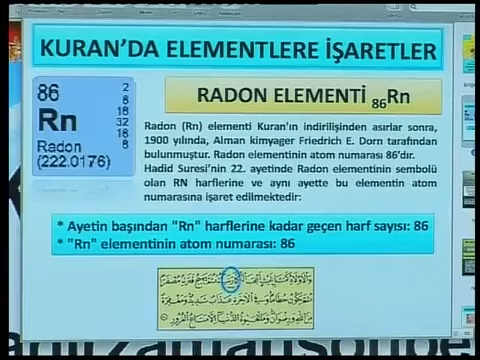 KURAN'DA ELEMENTLERE İŞARETLER
86
2
8
18
32
18
8
Rn
Radon
(222.0176)
RADON ELEMENTİ 86Rn
Radon (Rn) elementi Kuran'ın indirilişinden asırlar sonra,
1900 yılında, Alman kimyager Friedrich E. Dorn tarafından
bulunmuştur. Radon elementinin atom numarası 86'dır.
Hadid Suresi'nin 22. ayetinde Radon elementinin sembolü
olan RN harflerine ve aynı ayette bu elementin atom
numarasına işaret edilmektedir:
* Ayetin başından "Rn" harflerine kadar geçen harf sayısı: 86
* "Rn" elementinin atom numarası: 86